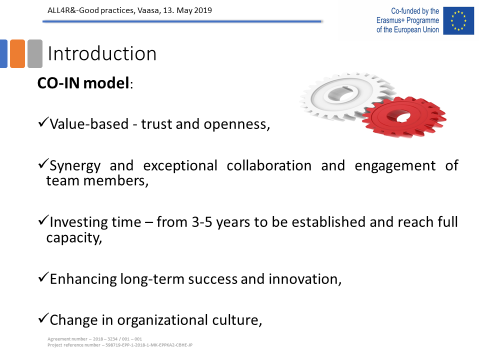 ALL4R&-Good practices, Vaasa, 13. May 2019
Co-funded by the
Erasmus+ Programme
of the European Union
Introduction
CO-IN model:
✓Value-based - trust and openness,
✓Synergy and exceptional collaboration and engagement of
team members,
✓Investing time – from 3-5 years to be established and reach full
capacity,
✓Enhancing long-term success and innovation,
✓Change in organizational culture,